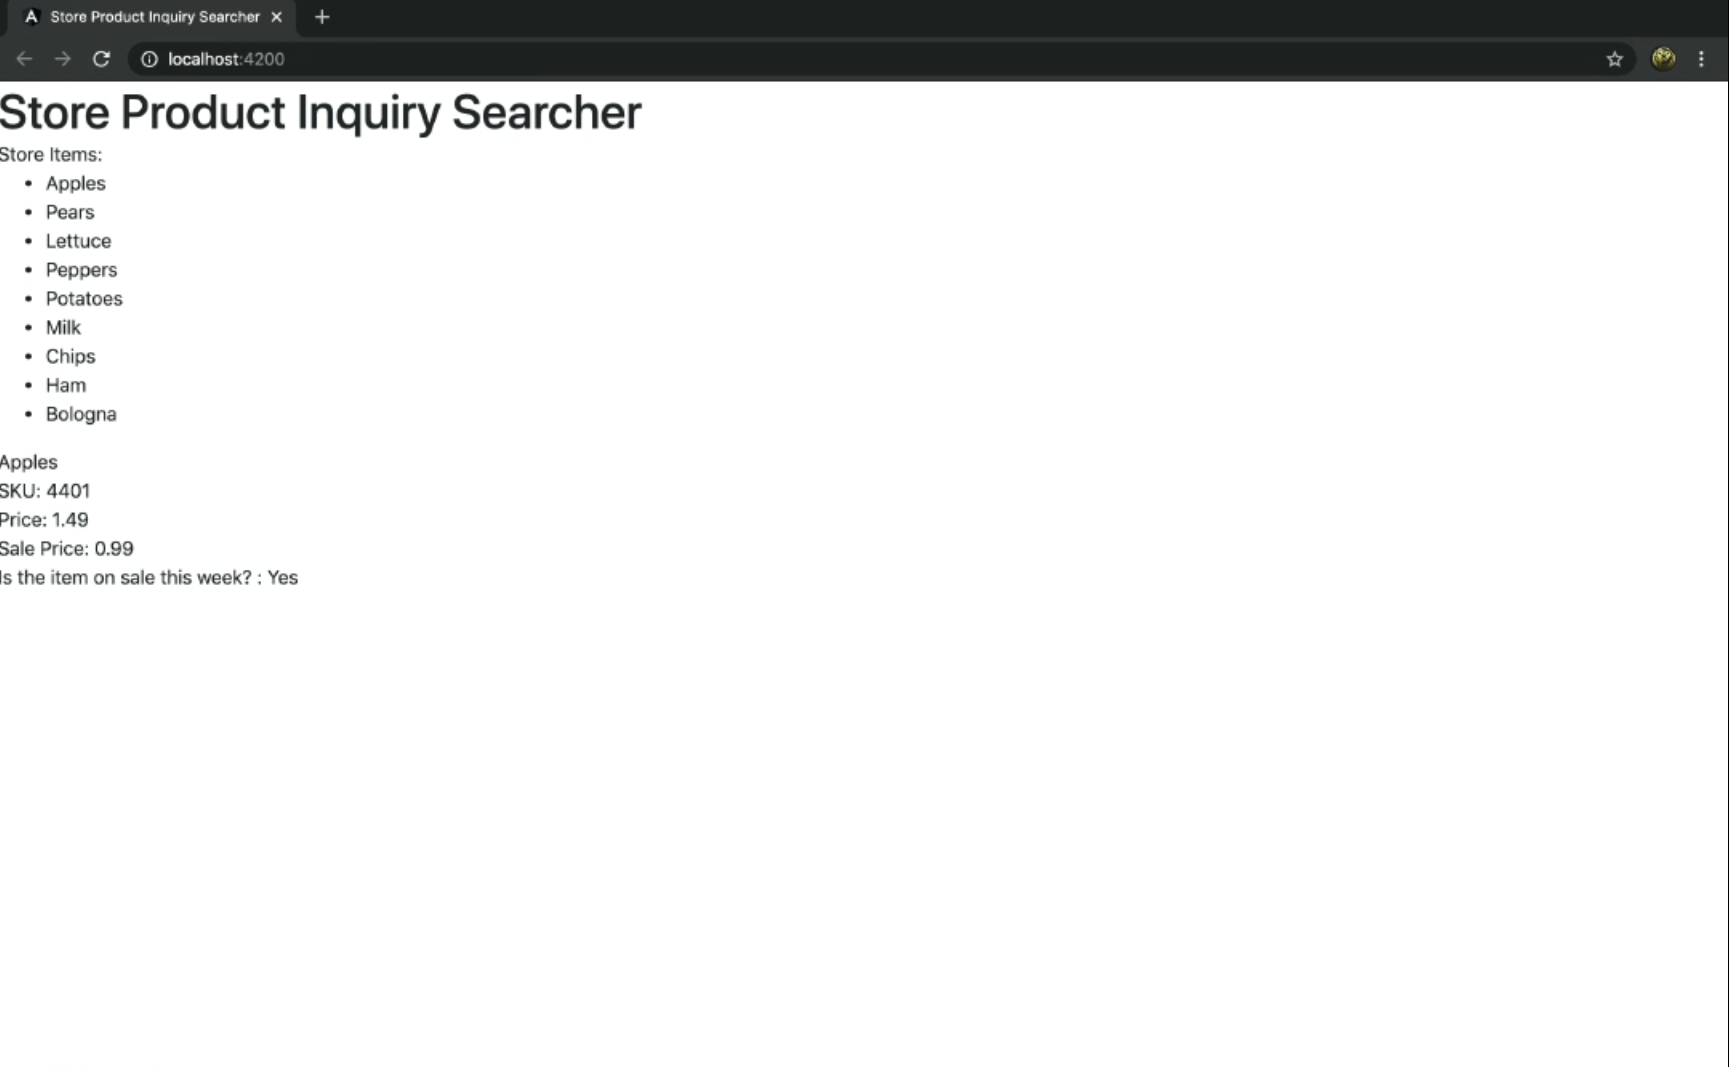 Store Product Inquiry Searcher
localhost:4200
Store Product Inquiry Searcher
Store Items:
Apples
Pears
Lettuce
Peppers
Potatoes
Milk
Chips
Ham
Bologna
Apples
SKU: 4401
Price: 1.49
Sale Price: 0.99
Is the item on sale this week? : Yes